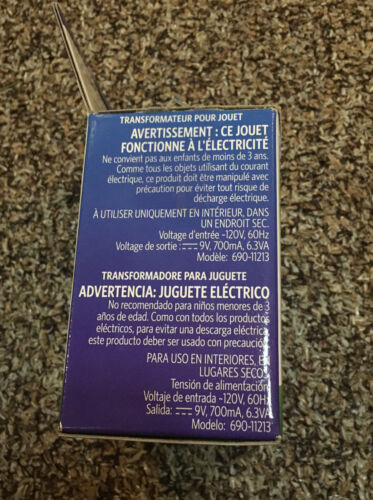 TRANSFORMATEUR POUR JOUET
AVERTISSEMENT : CE JOUET
FONCTIONNE À L'ÉLECTRICITÉ
Ne convient pas aux enfants de moins de 3 ans.
Comme tous les objets utilisant du courant
électrique, ce produit doit être manipulé avec
précaution pour éviter tout risque de
décharge électrique.
À UTILISER UNIQUEMENT EN INTÉRIEUR, DANS
UN ENDROIT SEC.
Voltage d'entrée ~120V, 60Hz
Voltage de sortie : ⎓ 9V, 700mA, 6.3VA
Modèle: 690-11213
TRANSFORMADORE PARA JUGUETE
ADVERTENCIA: JUGUETE ELÉCTRICO
No recomendado para niños menores de 3
años de edad. Como con todos los productos
eléctricos, para evitar una descarga eléctrica
este producto deber ser usado con precaución
PARA USO EN INTERIORES, EN
LUGARES SECOS
Tensión de alimentación:
Voltaje de entrada ~120V, 60Hz
Salida: ⎓ 9V, 700mA, 6.3VA
Modelo: 690-11213